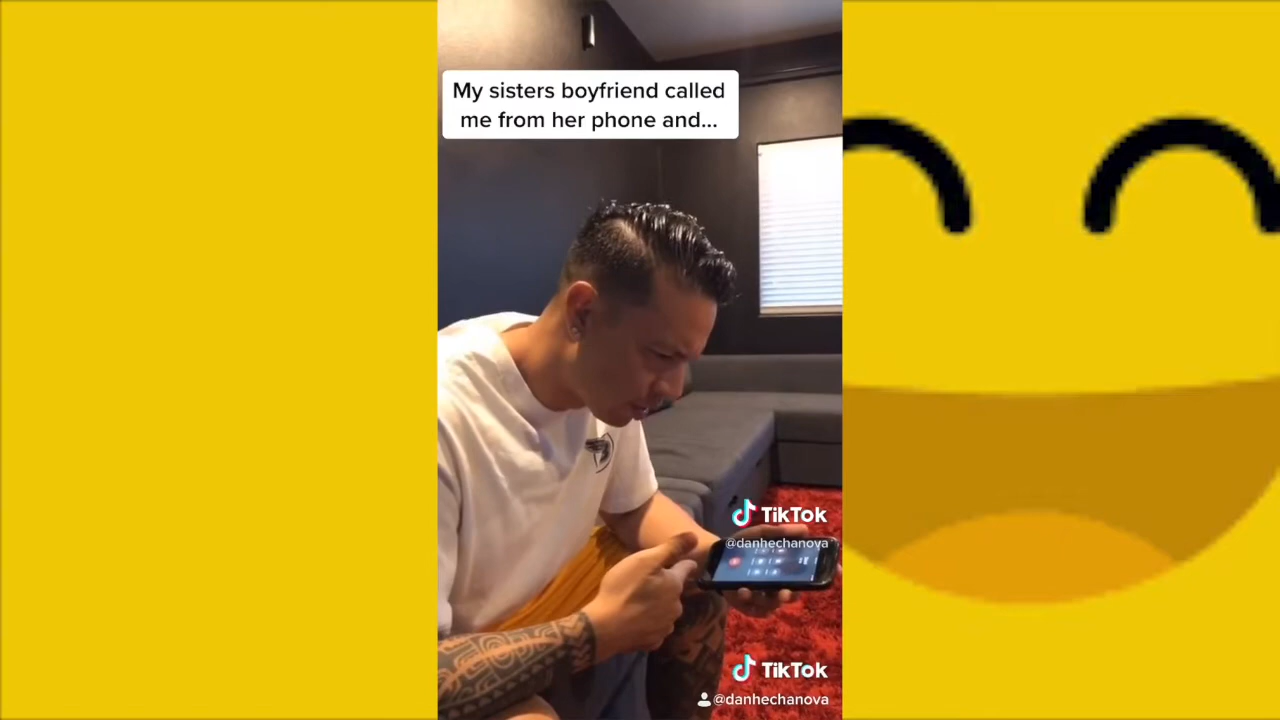 My sisters boyfriend called
me from her phone and...
TikTok
@danhechanova
TikTok
@danhechanova